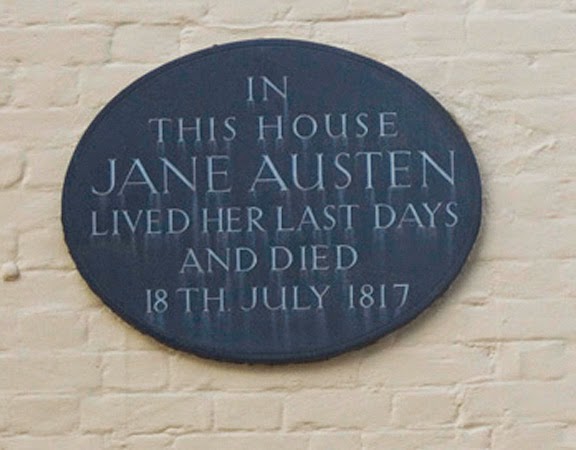 IN
THIS HOUSE
JANE AUSTEN
LIVED HER LAST DAYS
AND DIED
18 TH. JULY 1817